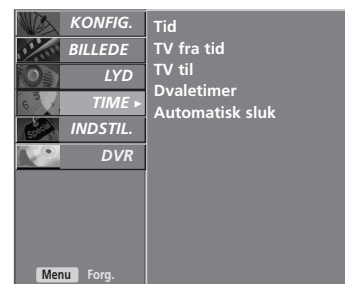 KONFIG.
BILLEDE
LYD
TIME ▸
INDSTIL.
DVR
Tid
TV fra tid
TV til
Dvaletimer
Automatisk sluk
Menu Forg.